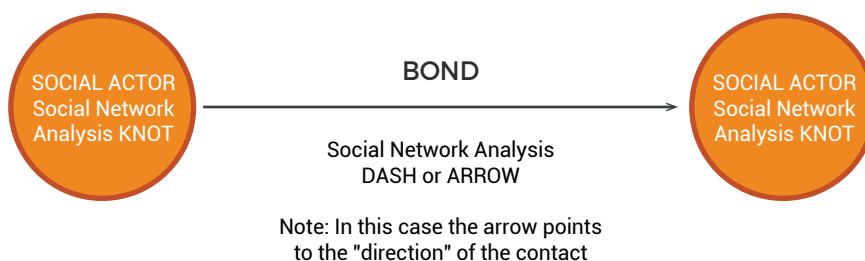 SOCIAL ACTOR
Social Network
Analysis KNOT
BOND
Social Network Analysis
DASH or ARROW
Note: In this case the arrow points
to the "direction" of the contact
SOCIAL ACTOR
Social Network
Analysis KNOT